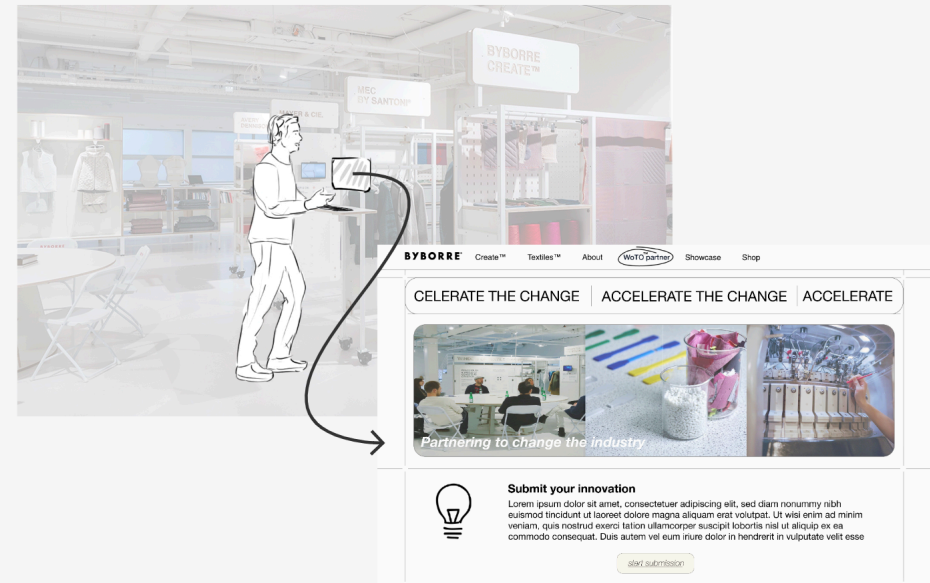 BYBORRE
CREATE™
MEC
BY SANTONI®
MAKER & CIE.
BYBORRE Create™ Textiles™ About WoTO partner Showcase Shop
CELERATE THE CHANGE ACCELERATE THE CHANGE ACCELERATE
Partnering to change the industry
Submit your innovation
Lorem ipsum dolor sit amet, consectetuer adipiscing elit, sed diam nonummy nibh
euismod tincidunt ut laoreet dolore magna aliquam erat volutpat. Ut wisi enim ad minim
veniam, quis nostrud exerci tation ullamcorper suscipit lobortis nisl ut aliquip ex ea
commodo consequat. Duis autem vel eum iriure dolor in hendrerit in vulputate velit esse
start submission